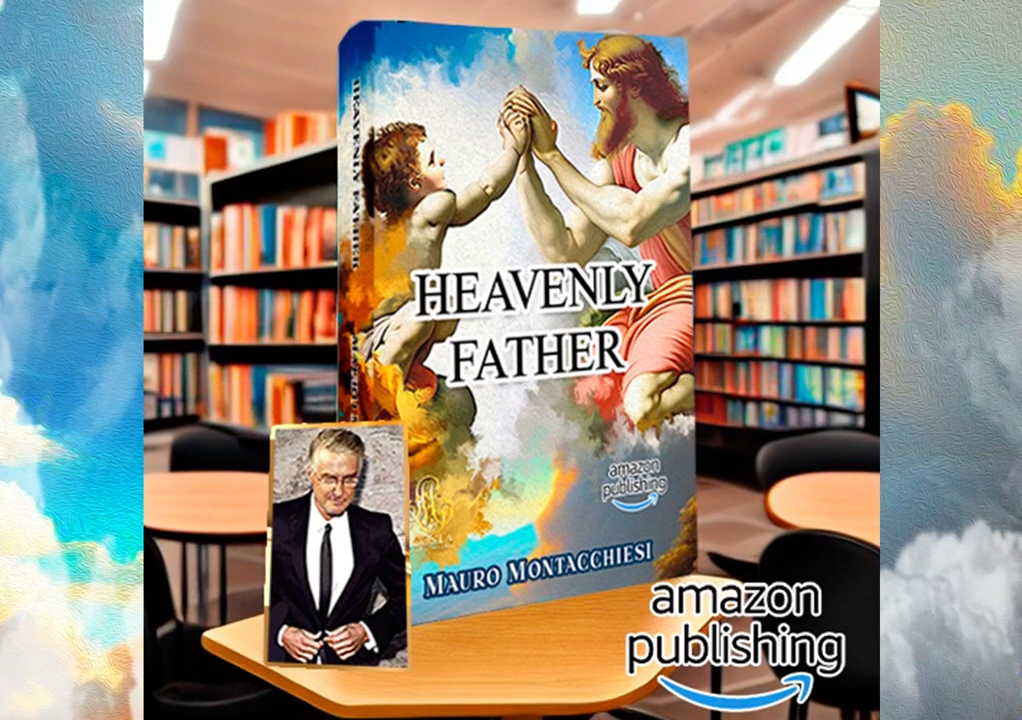 HEAVENLY FATHER
HEAVENLY
FATHER
amazon
publishing
MAURO MONTACCHIESI
amazon
publishing